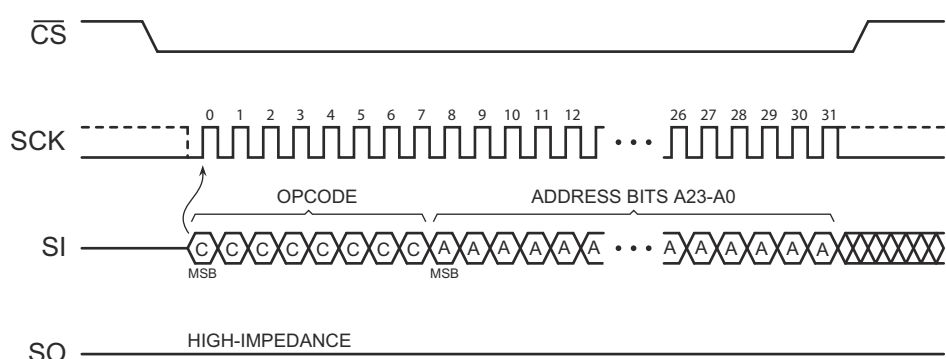 CS
0 1 2 3 4 5 6 7 8 9 10 11 12 26 27 28 29 30 31
SCK
OPCODE ADDRESS BITS A23-A0
SI C C C C C C C C A A A A A A • • • A A A A A A
MSB MSB
HIGH-IMPEDANCE
SO